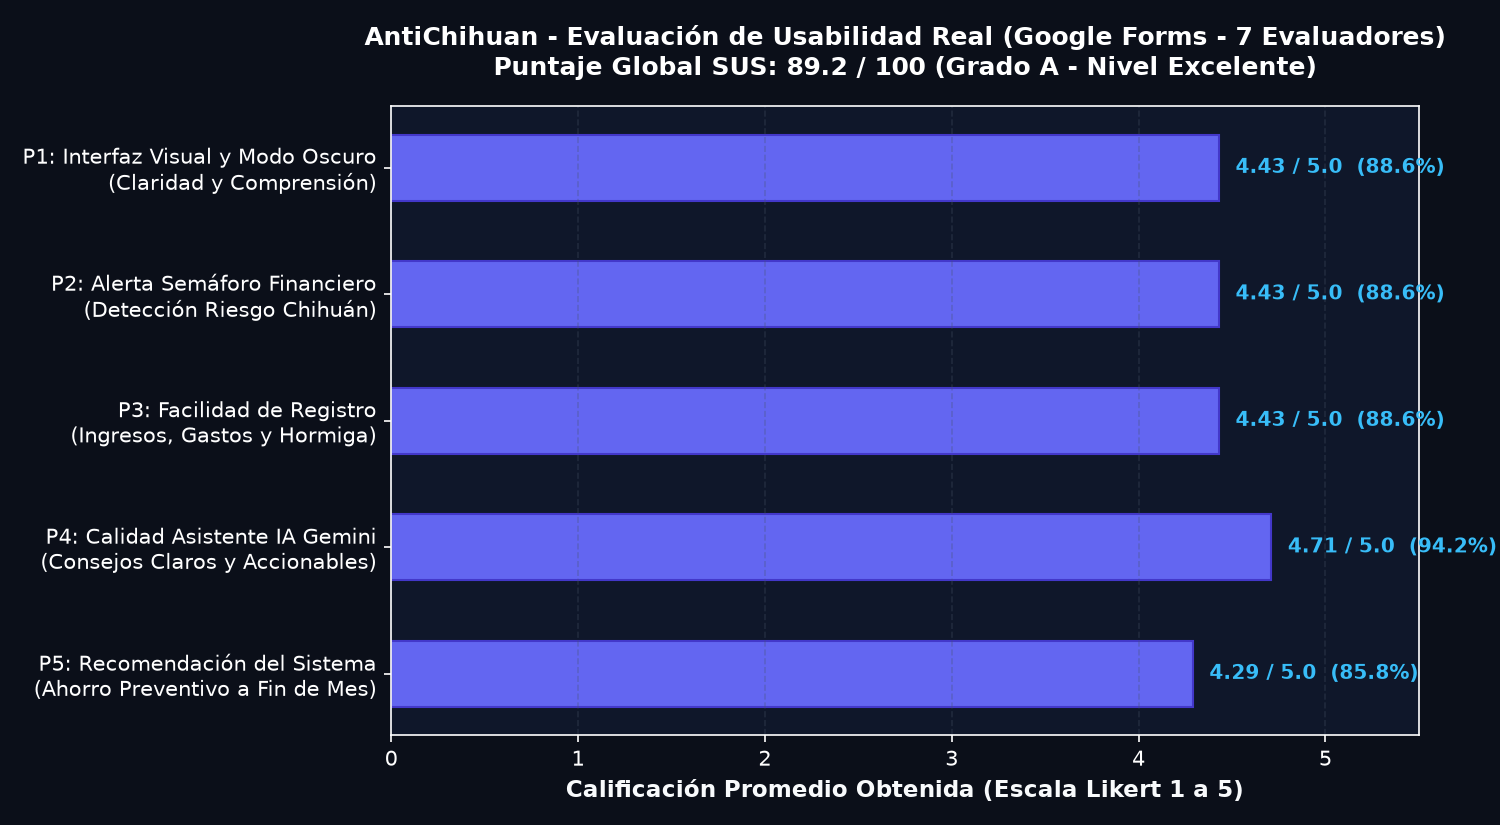 AntiChihuan - Evaluación de Usabilidad Real (Google Forms - 7 Evaluadores)
Puntaje Global SUS: 89.2 / 100 (Grado A - Nivel Excelente)
P1: Interfaz Visual y Modo Oscuro
(Claridad y Comprensión)
4.43 / 5.0 (88.6%)
P2: Alerta Semáforo Financiero
(Detección Riesgo Chihuán)
4.43 / 5.0 (88.6%)
P3: Facilidad de Registro
(Ingresos, Gastos y Hormiga)
4.43 / 5.0 (88.6%)
P4: Calidad Asistente IA Gemini
(Consejos Claros y Accionables)
4.71 / 5.0 (94.2%)
P5: Recomendación del Sistema
(Ahorro Preventivo a Fin de Mes)
4.29 / 5.0 (85.8%)
0 1 2 3 4 5
Calificación Promedio Obtenida (Escala Likert 1 a 5)